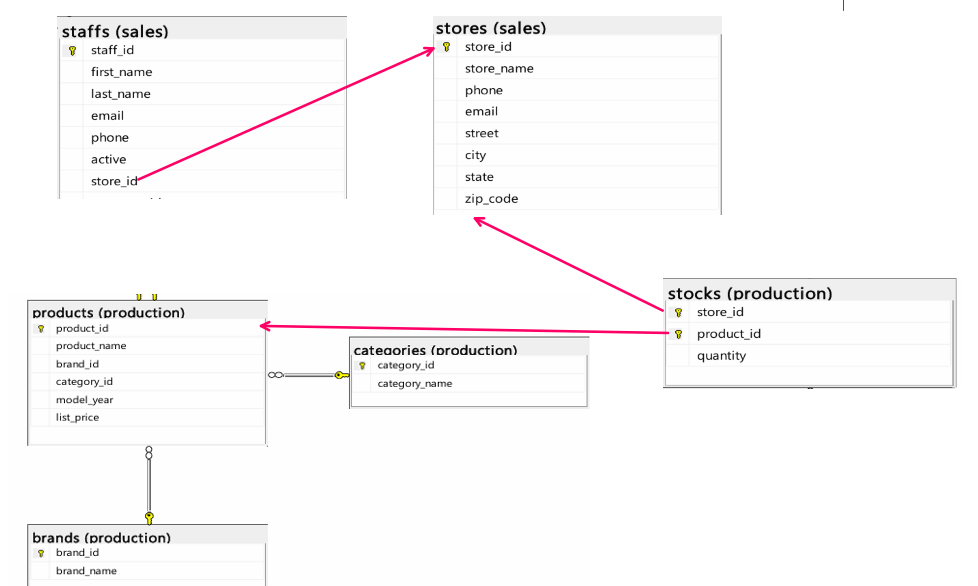 staffs (sales)
staff_id
first_name
last_name
email
phone
active
store_id
stores (sales)
store_id
store_name
phone
email
street
city
state
zip_code
products (production)
product_id
product_name
brand_id
category_id
model_year
list_price
categories (production)
category_id
category_name
stocks (production)
store_id
product_id
quantity
brands (production)
brand_id
brand_name